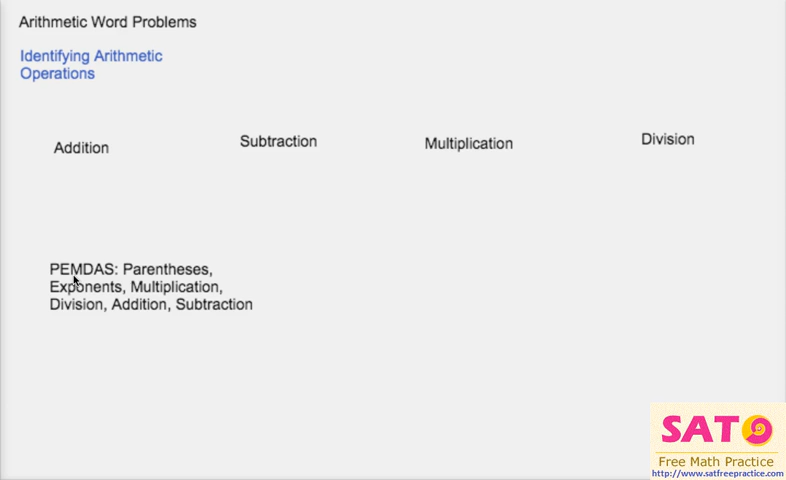 Arithmetic Word Problems
Identifying Arithmetic
Operations
Addition
Subtraction
Multiplication
Division
PEMDAS: Parentheses,
Exponents, Multiplication,
Division, Addition, Subtraction
SAT
Free Math Practice
http://www.satfreepractice.com